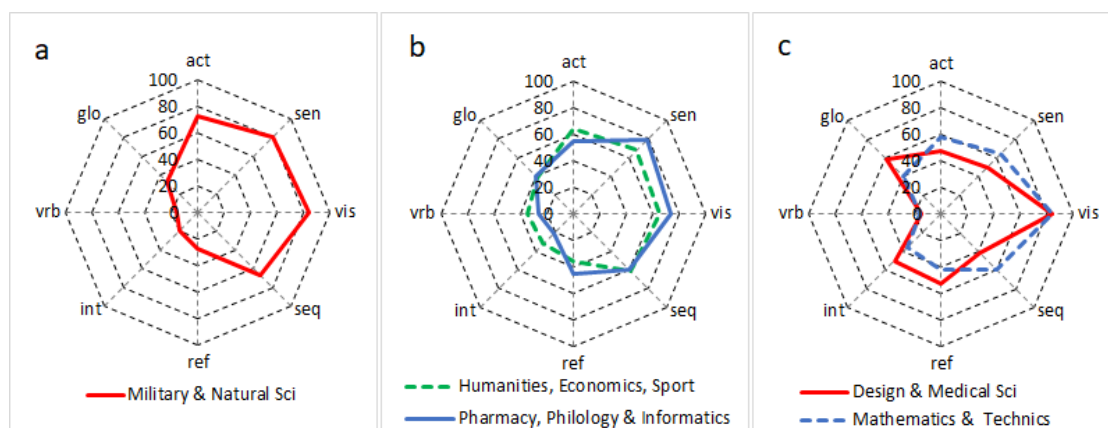 a
act
100
80
60
40
20
0
glo
sen
vrb
vis
int
seq
ref
Military & Natural Sci
b
act
100
80
60
40
20
0
glo
sen
vrb
vis
int
seq
ref
Humanities, Economics, Sport
Pharmacy, Philology & Informatics
c
act
100
80
60
40
20
0
glo
sen
vrb
vis
int
seq
ref
Design & Medical Sci
Mathematics & Technics